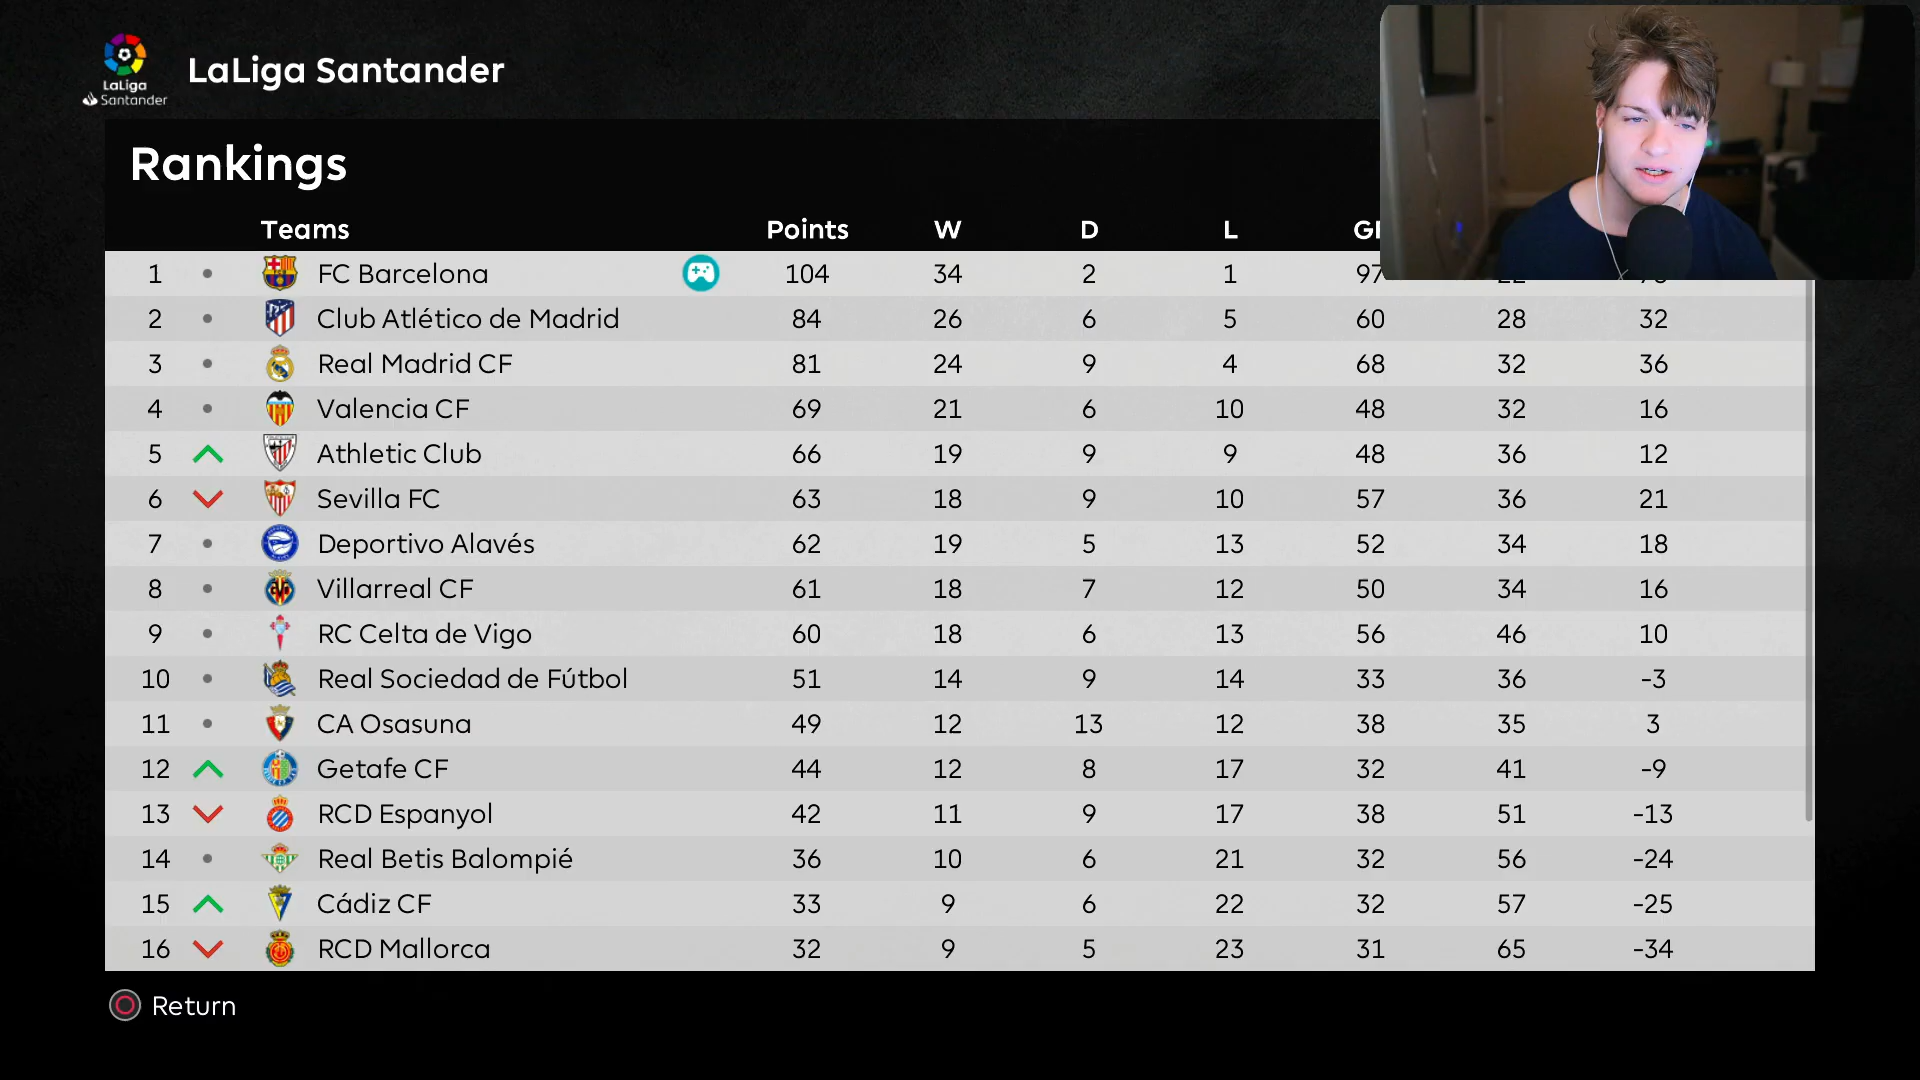 LaLiga
Santander
LaLiga Santander
Rankings
Teams Points W D L
1 FC Barcelona 104 34 2 1 97
2 Club Atlético de Madrid 84 26 6 5 60 28 32
3 Real Madrid CF 81 24 9 4 68 32 36
4 Valencia CF 69 21 6 10 48 32 16
5 Athletic Club 66 19 9 9 48 36 12
6 Sevilla FC 63 18 9 10 57 36 21
7 Deportivo Alavés 62 19 5 13 52 34 18
8 Villarreal CF 61 18 7 12 50 34 16
9 RC Celta de Vigo 60 18 6 13 56 46 10
10 Real Sociedad de Fútbol 51 14 9 14 33 36 -3
11 CA Osasuna 49 12 13 12 38 35 3
12 Getafe CF 44 12 8 17 32 41 -9
13 RCD Espanyol 42 11 9 17 38 51 -13
14 Real Betis Balompié 36 10 6 21 32 56 -24
15 Cádiz CF 33 9 6 22 32 57 -25
16 RCD Mallorca 32 9 5 23 31 65 -34
Return